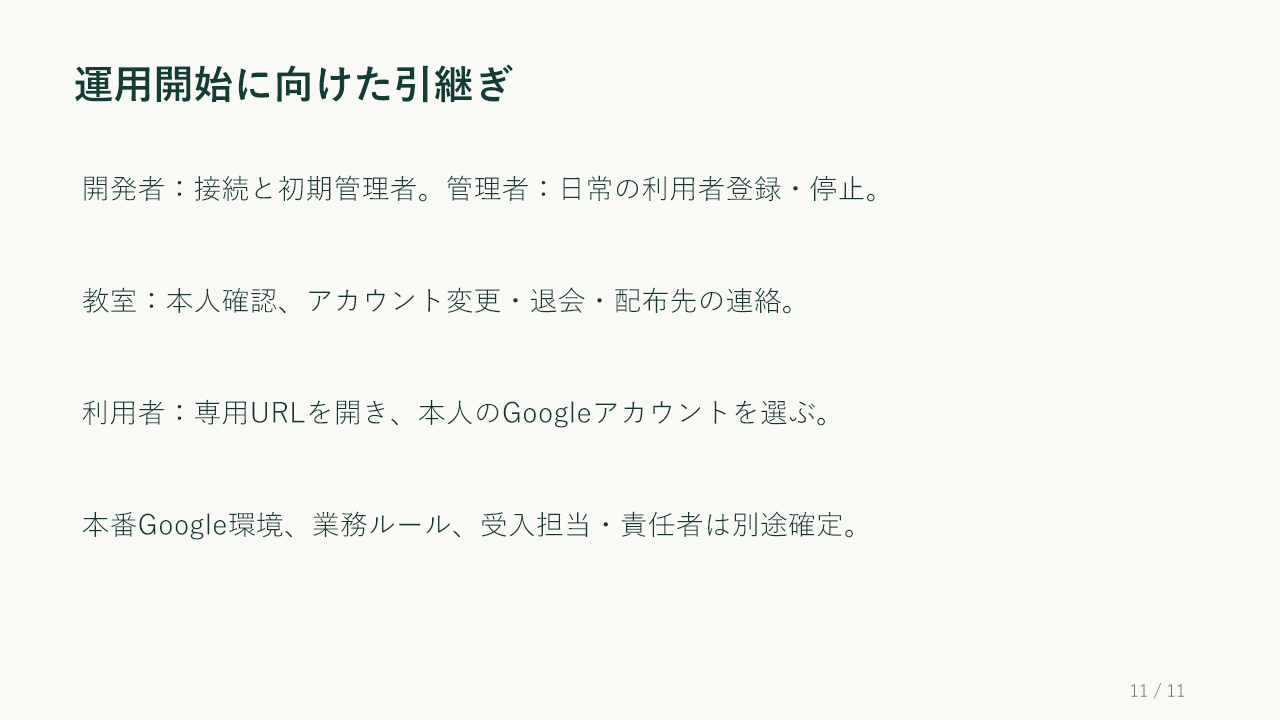 運用開始に向けた引継ぎ
開発者：接続と初期管理者。管理者：日常の利用者登録・停止。
教室：本人確認、アカウント変更・退会・配布先の連絡。
利用者：専用URLを開き、本人のGoogleアカウントを選ぶ。
本番Google環境、業務ルール、受入担当・責任者は別途確定。
11 / 11